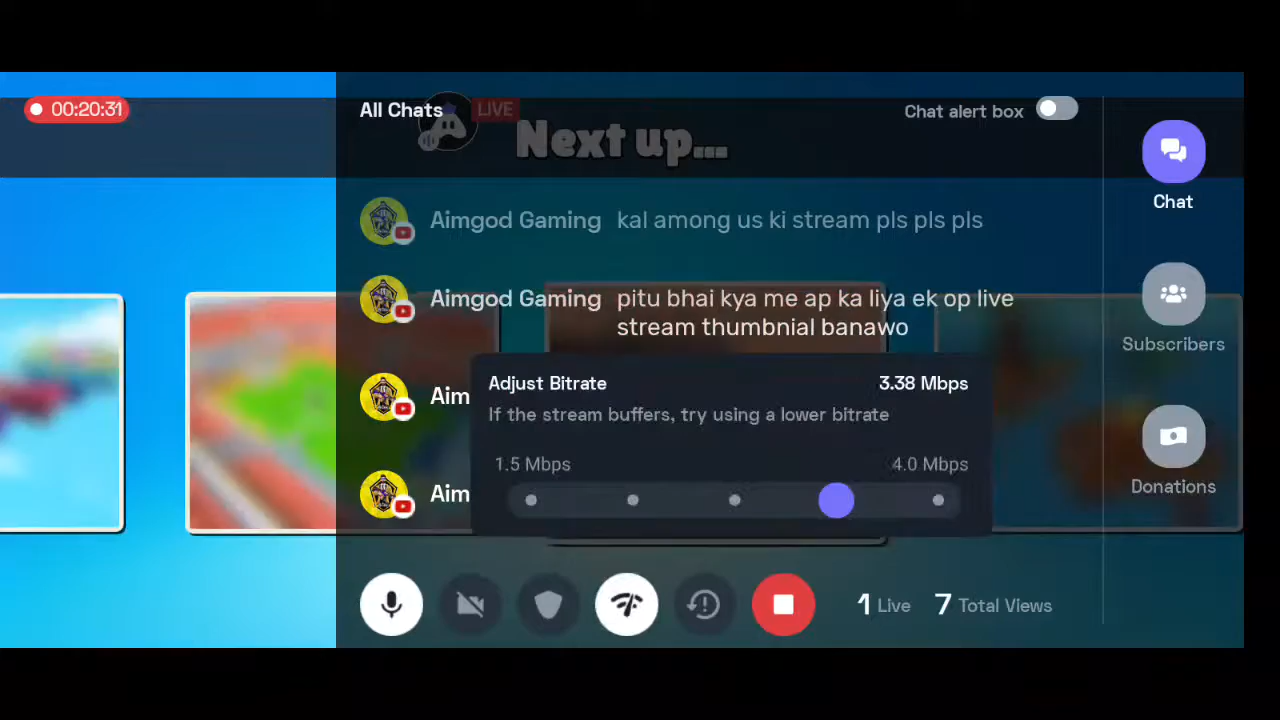 00:20:31
All Chats
LIVE
Chat alert box
Next up...
Chat
Aimgod Gaming kal among us ki stream pls pls pls
Aimgod Gaming pitu bhai kya me ap ka liya ek op live
stream thumbnial banawo
Subscribers
Adjust Bitrate 3.38 Mbps
If the stream buffers, try using a lower bitrate
Aim
1.5 Mbps 4.0 Mbps
Aim
Donations
1 Live 7 Total Views